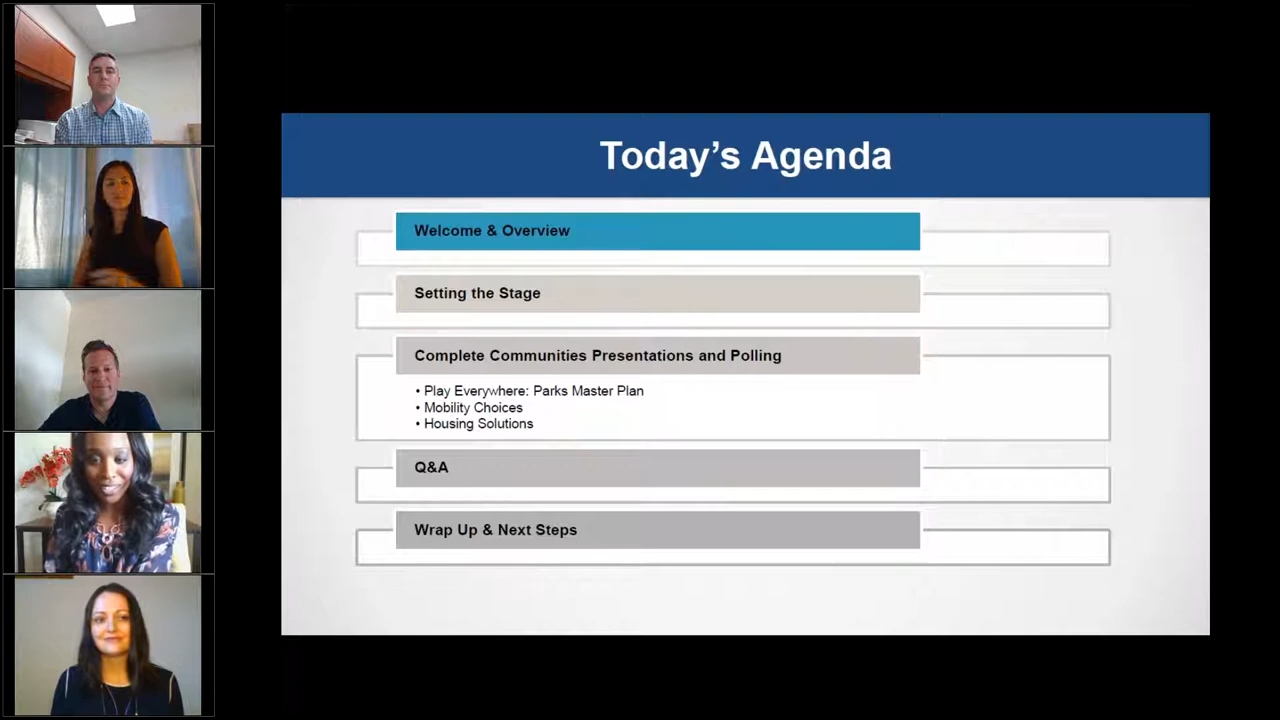 Today’s Agenda
Welcome & Overview
Setting the Stage
Complete Communities Presentations and Polling
• Play Everywhere: Parks Master Plan
• Mobility Choices
• Housing Solutions
Q&A
Wrap Up & Next Steps